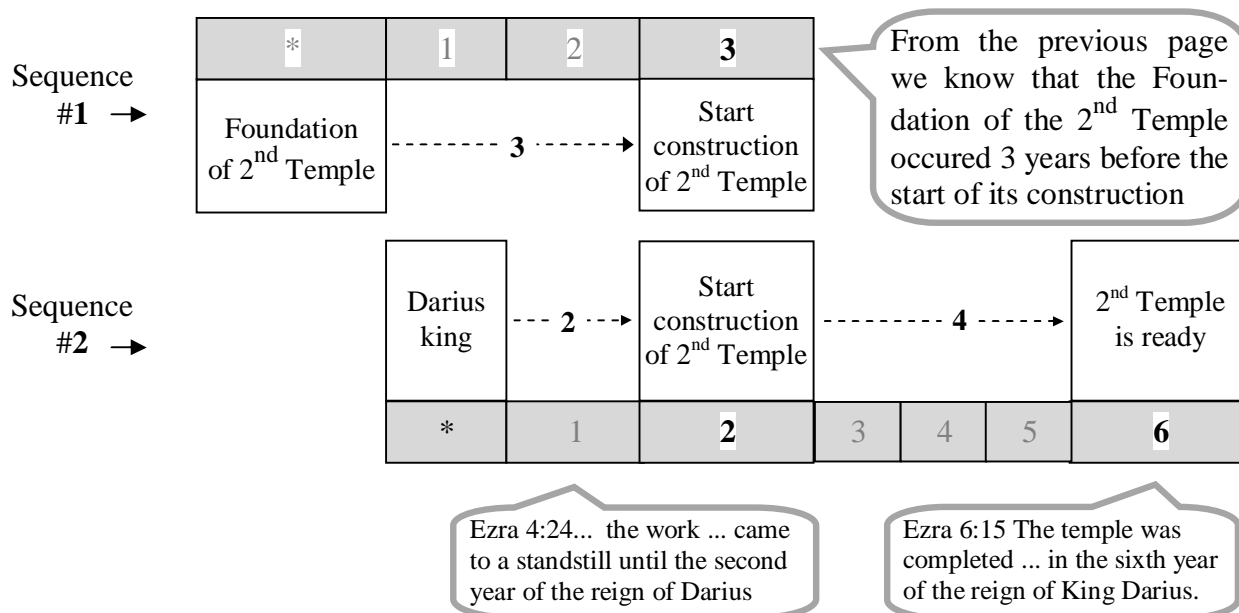 * 1 2 3
Sequence
#1 →
Foundation
of 2nd Temple
3
Start
construction
of 2nd Temple
From the previous page
we know that the Foun-
dation of the 2nd Temple
occured 3 years before the
start of its construction
Sequence
#2 →
Darius
king
2
Start
construction
of 2nd Temple
4
2nd Temple
is ready
* 1 2 3 4 5 6
Ezra 4:24... the work ... came
to a standstill until the second
year of the reign of Darius
Ezra 6:15 The temple was
completed ... in the sixth year
of the reign of King Darius.